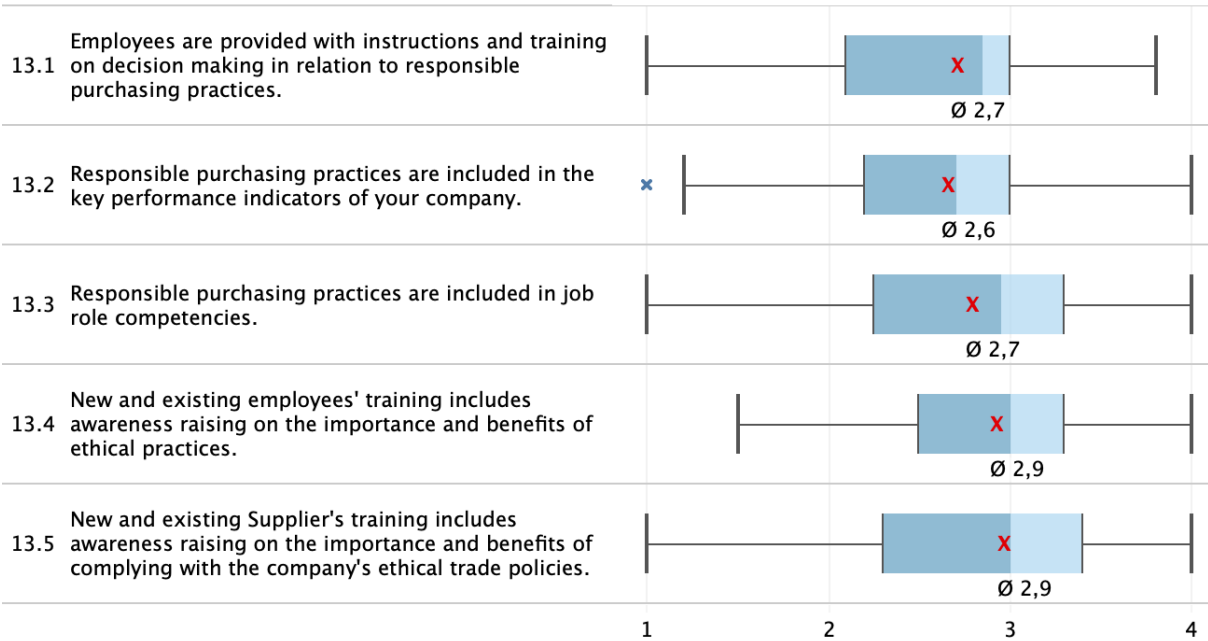 Employees are provided with instructions and training
13.1 on decision making in relation to responsible
purchasing practices.
X
Ø 2,7
13.2 Responsible purchasing practices are included in the
key performance indicators of your company.
x X
Ø 2,6
13.3 Responsible purchasing practices are included in job
role competencies.
X
Ø 2,7
New and existing employees' training includes
13.4 awareness raising on the importance and benefits of
ethical practices.
X
Ø 2,9
New and existing Supplier's training includes
13.5 awareness raising on the importance and benefits of
complying with the company's ethical trade policies.
X
Ø 2,9
1 2 3 4